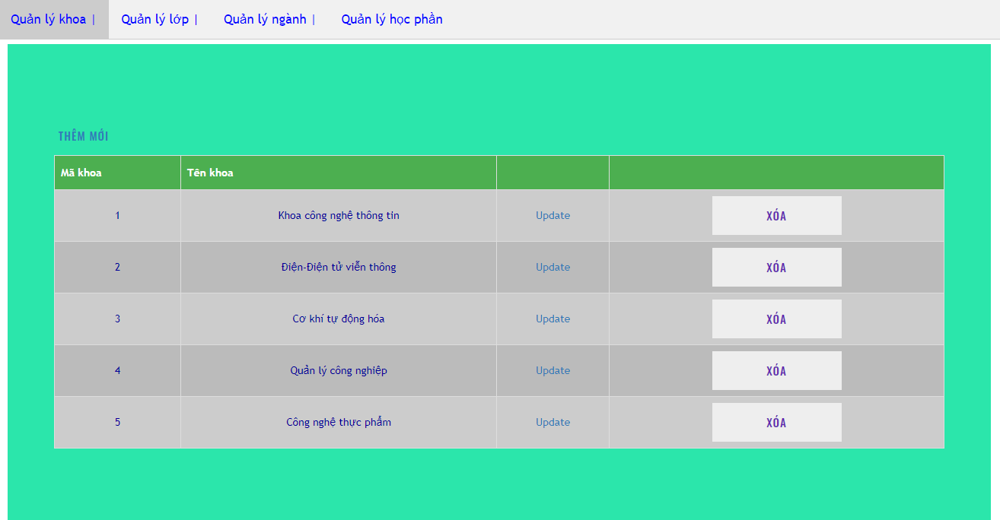 Quản lý khoa | Quản lý lớp | Quản lý ngành | Quản lý học phần
THÊM MỚI
Mã khoa Tên khoa
1 Khoa công nghệ thông tin Update XÓA
2 Điện-Điện tử viễn thông Update XÓA
3 Cơ khí tự động hóa Update XÓA
4 Quản lý công nghiệp Update XÓA
5 Công nghệ thực phẩm Update XÓA